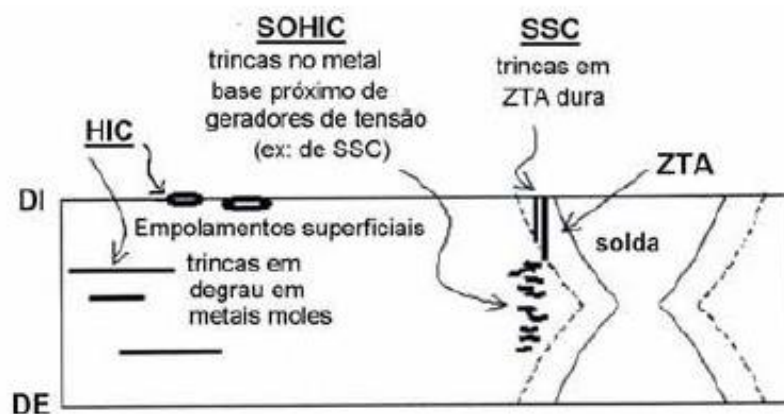 SOHIC
trincas no metal
base próximo de
geradores de tensão
(ex: de SSC)
SSC
trincas em
ZTA dura
HIC
ZTA
DI
Empolamentos superficiais
solda
trincas em
degrau em
metais moles
DE